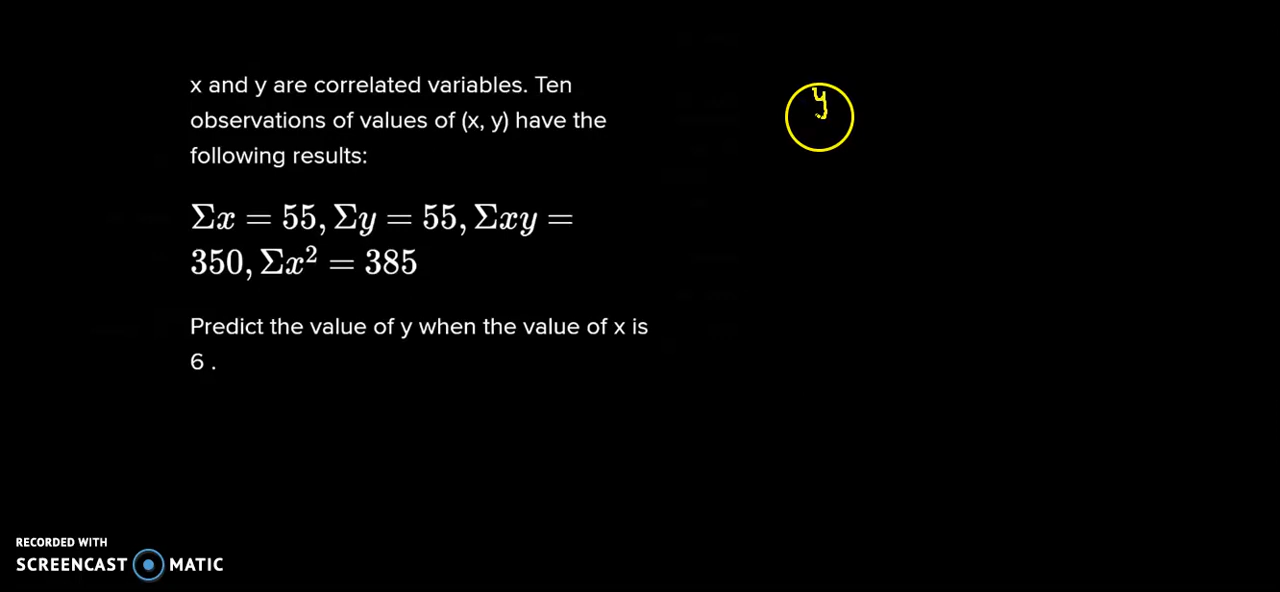 x and y are correlated variables. Ten
observations of values of (x, y) have the
following results:
Σx = 55, Σy = 55, Σxy =
350, Σx² = 385
Predict the value of y when the value of x is
6 .
y
RECORDED WITH
SCREENCAST MATIC